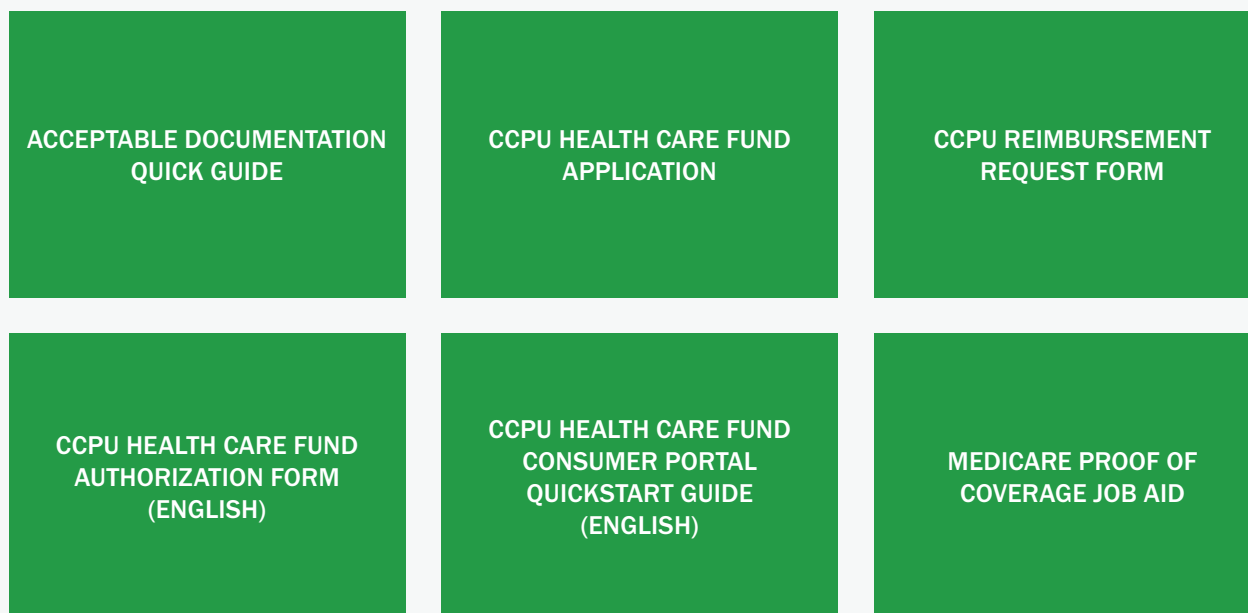 ACCEPTABLE DOCUMENTATION
QUICK GUIDE
CCPU HEALTH CARE FUND
APPLICATION
CCPU REIMBURSEMENT
REQUEST FORM
CCPU HEALTH CARE FUND
AUTHORIZATION FORM
(ENGLISH)
CCPU HEALTH CARE FUND
CONSUMER PORTAL
QUICKSTART GUIDE
(ENGLISH)
MEDICARE PROOF OF
COVERAGE JOB AID